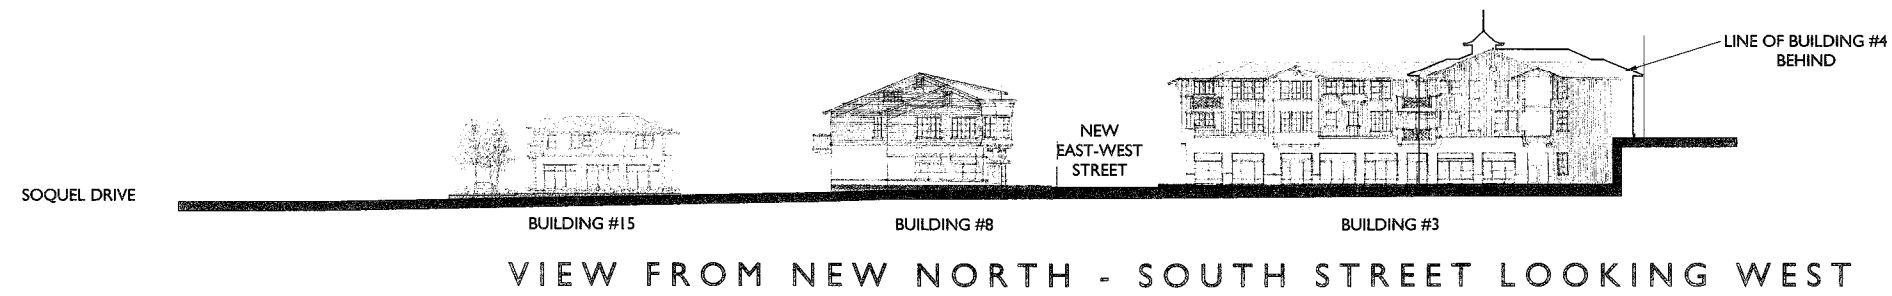 LINE OF BUILDING #4
BEHIND
NEW
EAST-WEST
STREET
SOQUEL DRIVE
BUILDING #15
BUILDING #8
BUILDING #3
VIEW FROM NEW NORTH - SOUTH STREET LOOKING WEST